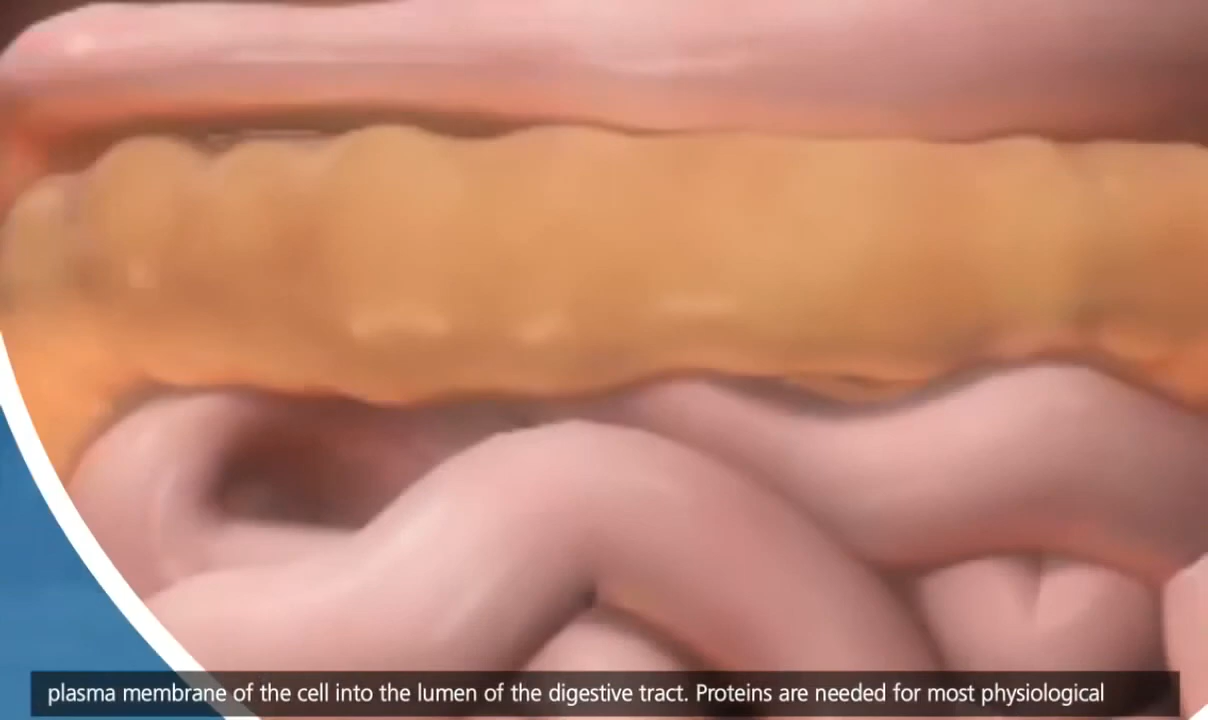 plasma membrane of the cell into the lumen of the digestive tract. Proteins are needed for most physiological